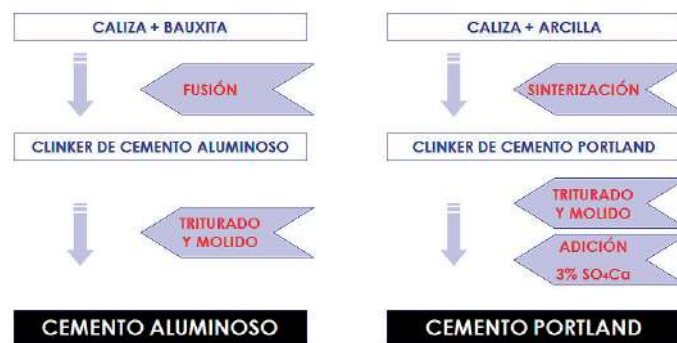 CALIZA + BAUXITA
FUSIÓN
CLINKER DE CEMENTO ALUMINOSO
TRITURADO
Y MOLIDO
CEMENTO ALUMINOSO
CALIZA + ARCILLA
SINTERIZACIÓN
CLINKER DE CEMENTO PORTLAND
TRITURADO
Y MOLIDO
ADICIÓN
3% SO₄Ca
CEMENTO PORTLAND